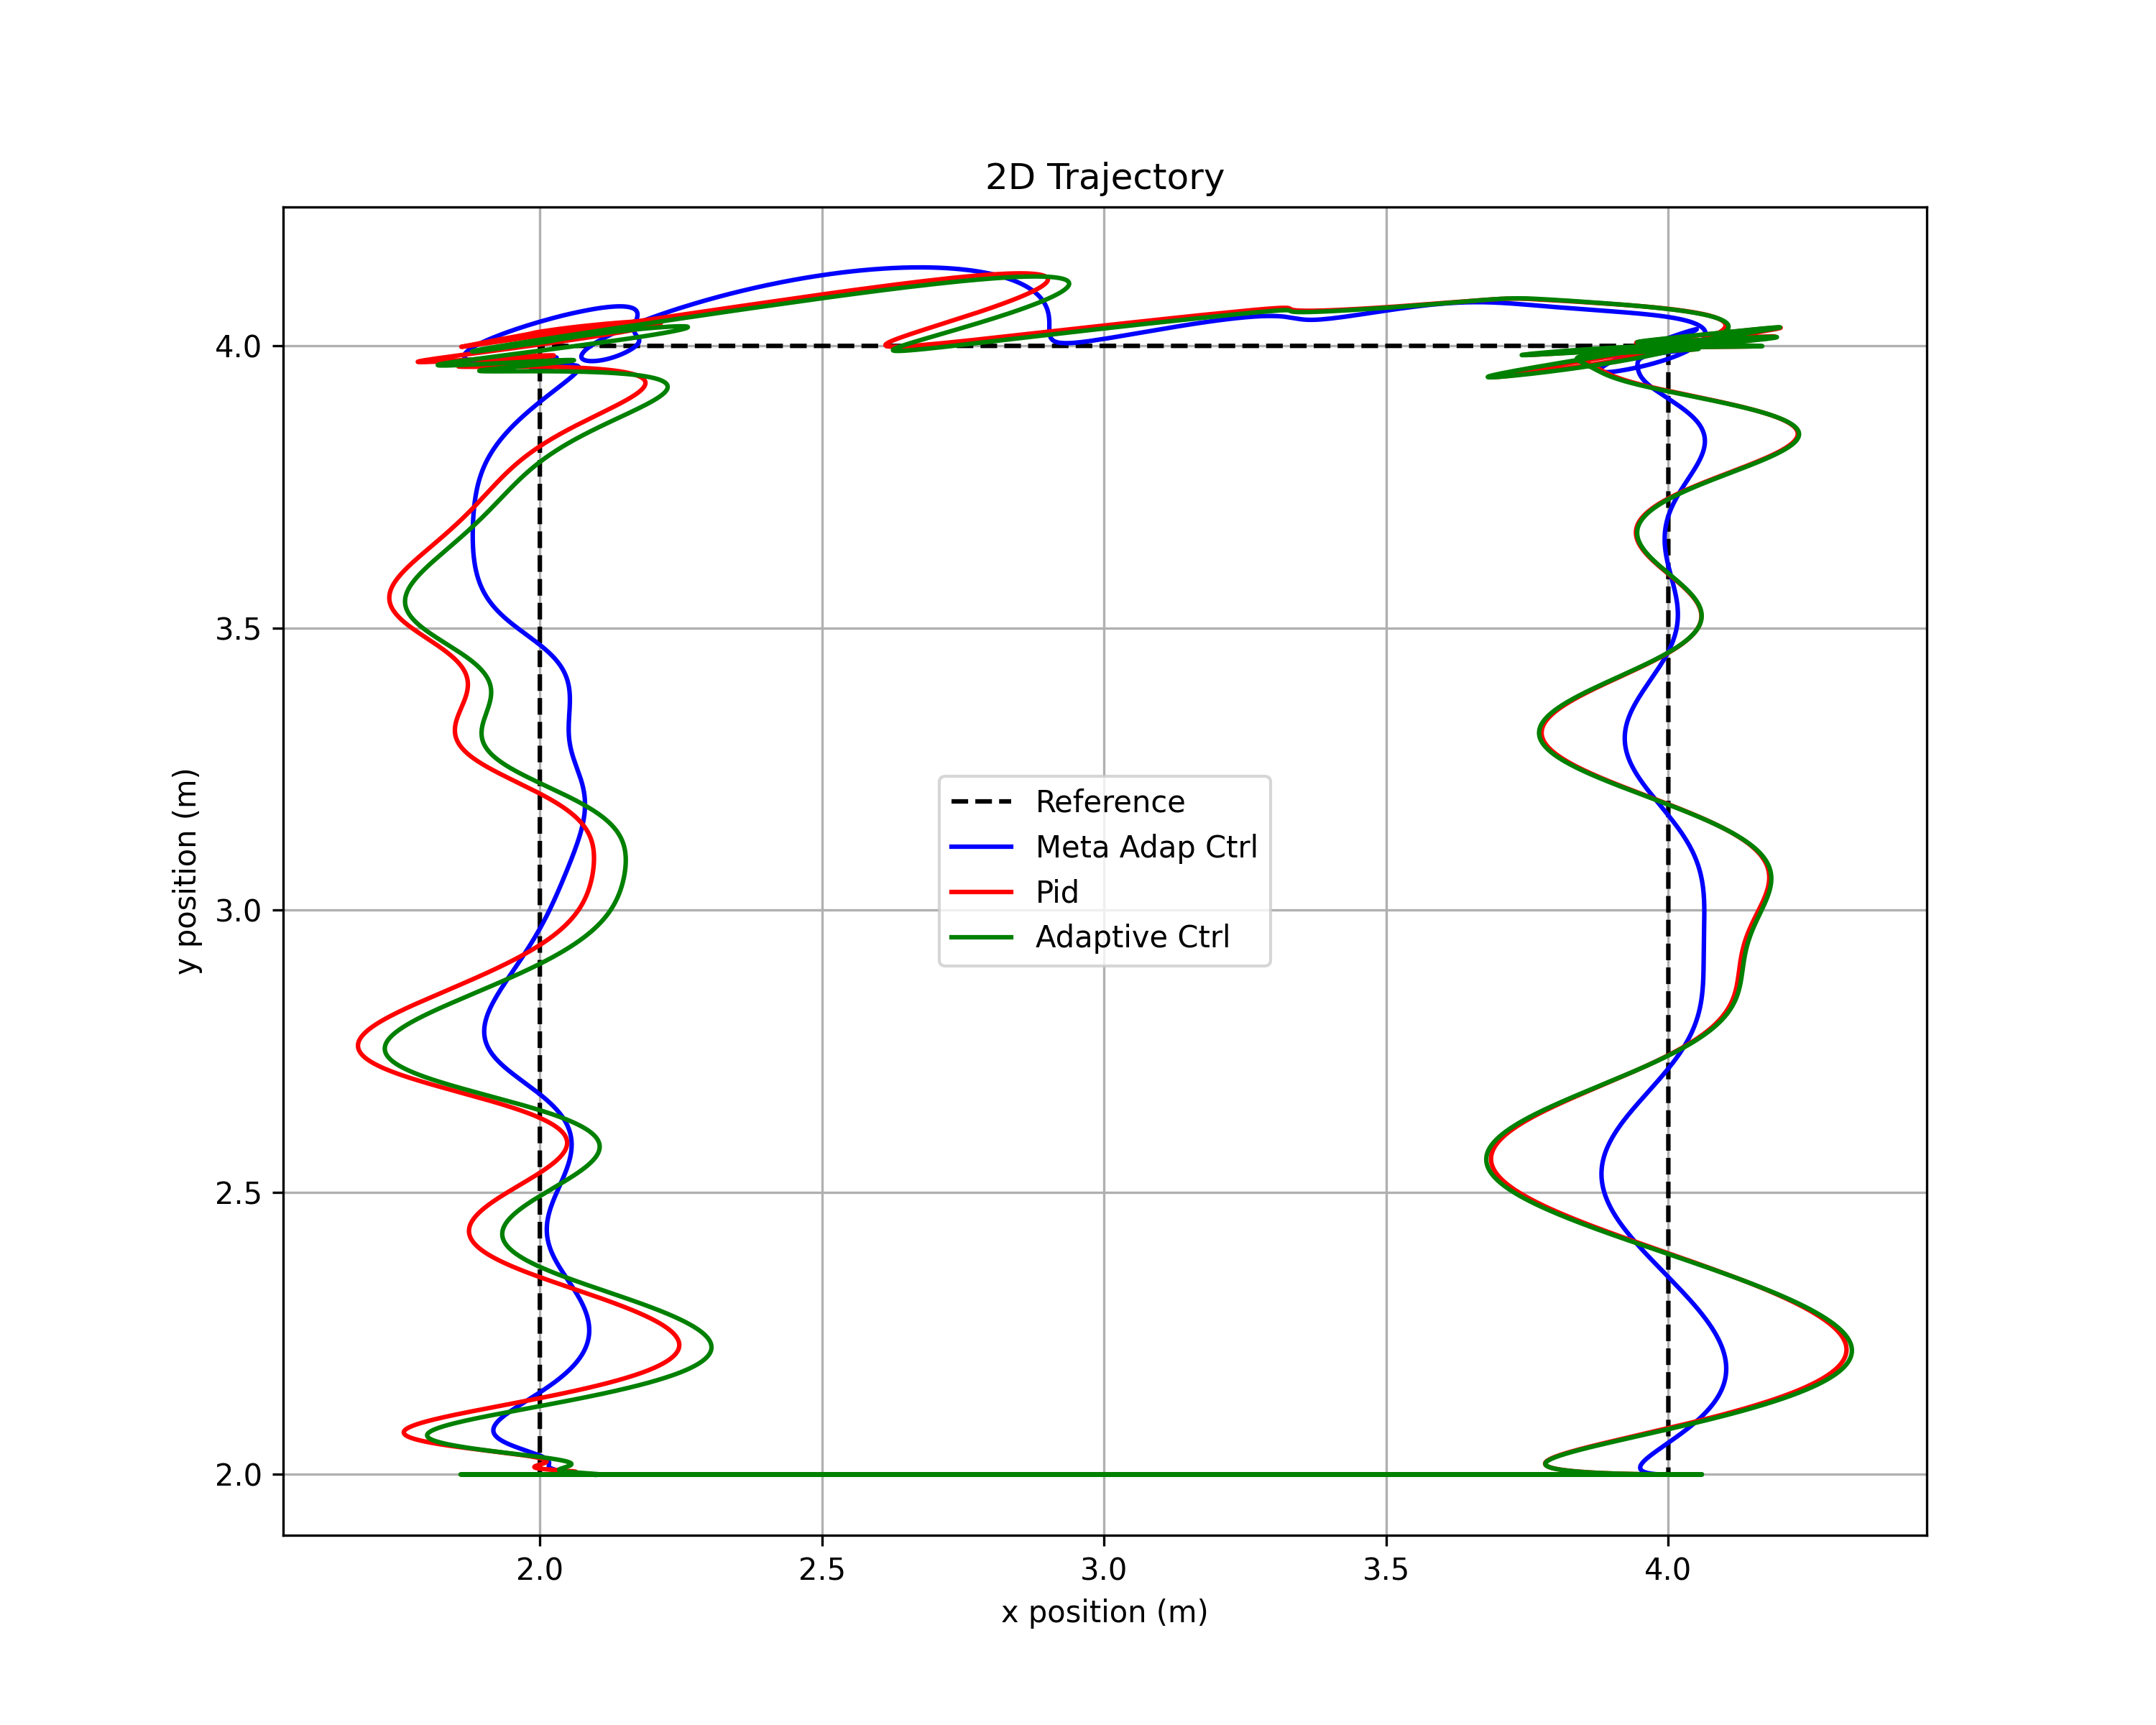 2D Trajectory
4.0
3.5
3.0
2.5
2.0
y position (m)
Reference
Meta Adap Ctrl
Pid
Adaptive Ctrl
2.0
2.5
3.0
3.5
4.0
x position (m)